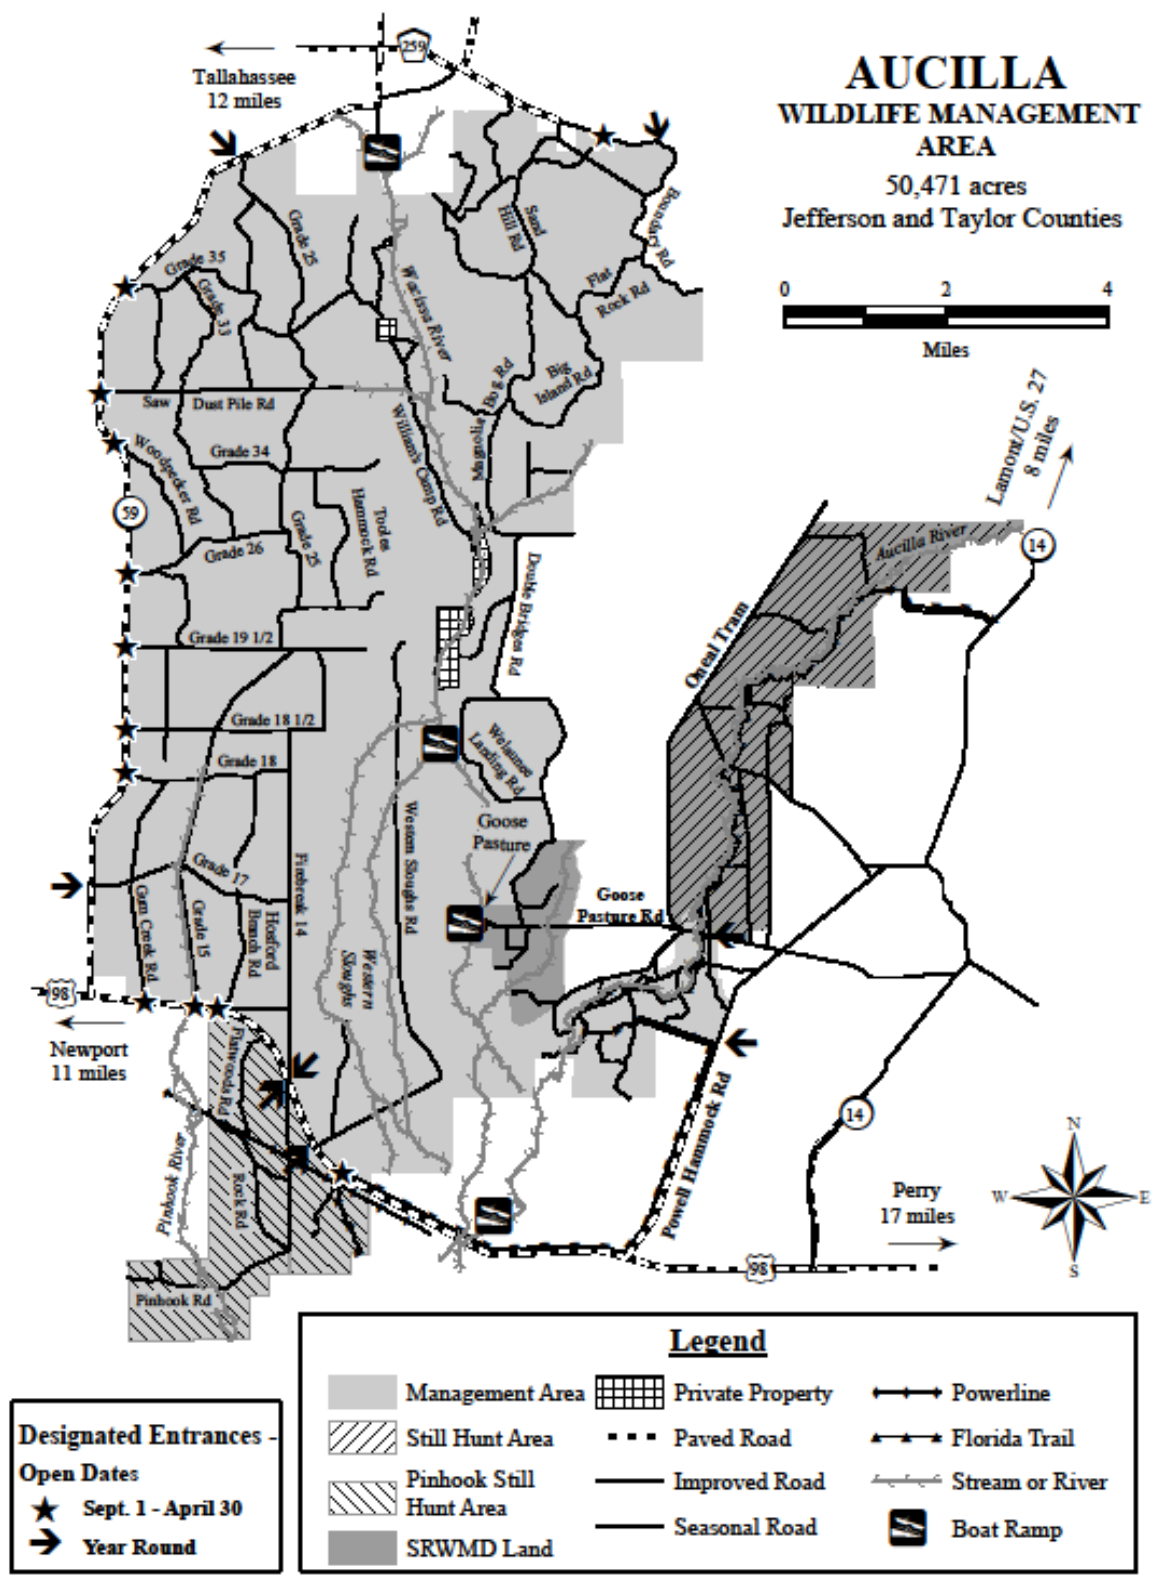 259
Tallahassee
12 miles
AUCILLA
WILDLIFE MANAGEMENT
AREA
50,471 acres
Jefferson and Taylor Counties
0 2 4
Miles
Grade 35
Grade 25
Grade 33
Sand
Hill Rd
Boundary Rd
Flat
Rock Rd
Wacissa River
Big
Island Rd
Magnolia Bog Rd
Saw Dust Pile Rd
William's Camp Rd
Woodpecker Rd
Grade 34
Tooles
Hammock Rd
59
Grade 26
Grade 25
Lamont/U.S. 27
8 miles
Aucilla River
14
Double Bridges Rd
Oneal Tram
Grade 19 1/2
Grade 18 1/2
Grade 18
Welaunee
Landing Rd
Goose
Pasture
Western Sloughs Rd
Firebreak 14
Grade 17
Gum Creek Rd
Grade 15
Hosford
Branch Rd
Western
Sloughs
Goose
Pasture Rd
98
Newport
11 miles
Flatwoods Rd
Pinhook River
Rock Rd
Pinhook Rd
Powell Hammock Rd
14
Perry
17 miles
98
N
W E
S
Legend
Management Area
Still Hunt Area
Pinhook Still
Hunt Area
SRWMD Land
Private Property
Paved Road
Improved Road
Seasonal Road
Powerline
Florida Trail
Stream or River
Boat Ramp
Designated Entrances -
Open Dates
Sept. 1 - April 30
Year Round